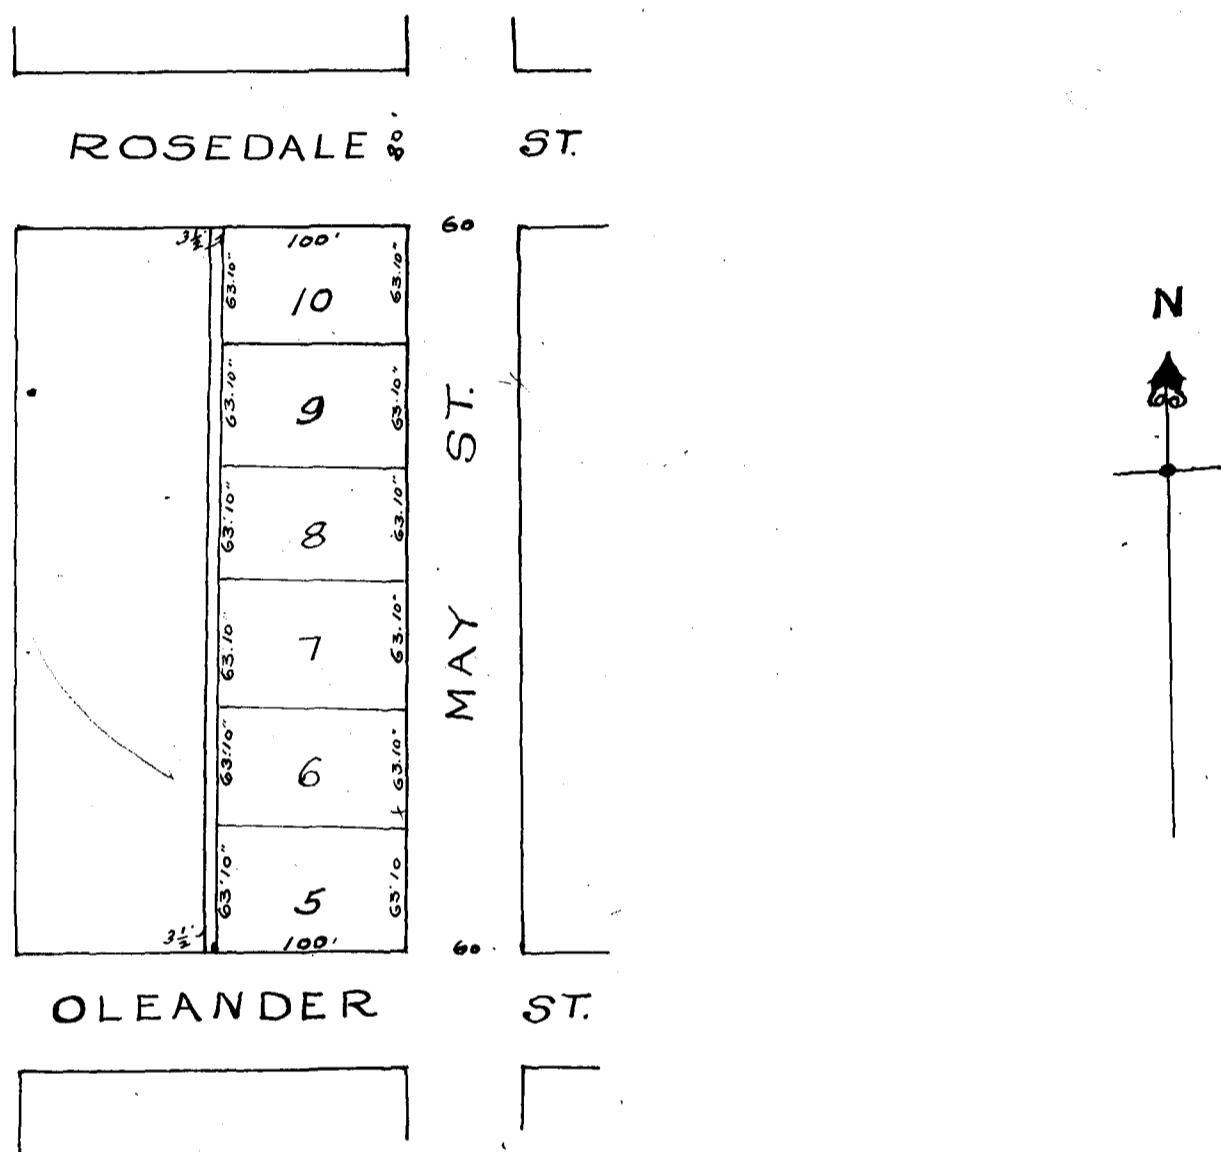 ROSEDALE 80' ST.
60
3½' 100'
63.10" 10 63.10"
N
63.10" 9 63.10"
MAY ST.
63.'10" 8 63.10"
63.10" 7 63.10"
63'10" 6 63.10"
63'10" 5 63'10
3½' 100' 60
OLEANDER ST.